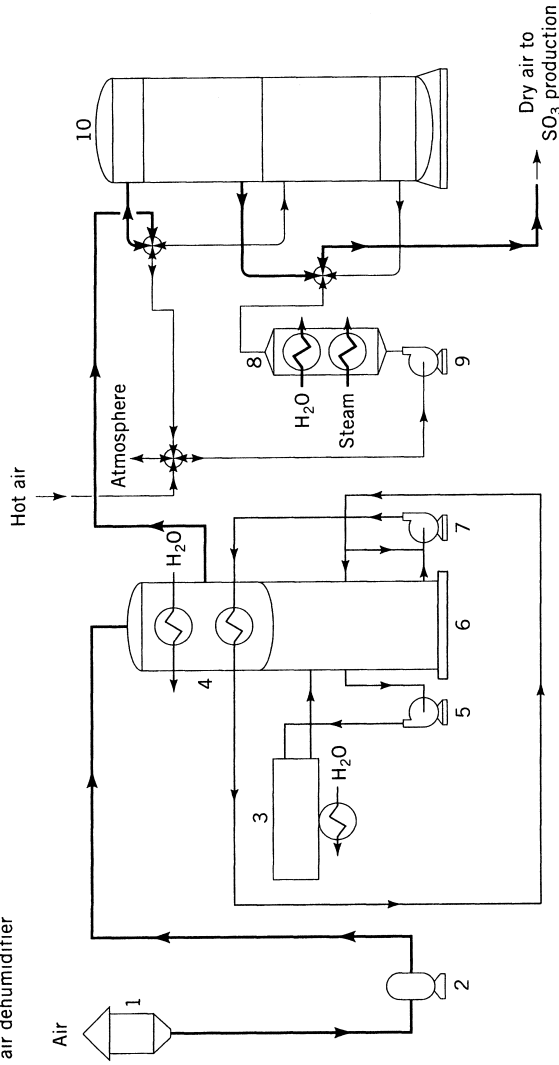 air dehumidifier
Air
1
2
3
H₂O
4
H₂O
5
6
7
Hot air
Atmosphere
H₂O
Steam
8
9
10
Dry air to
SO₃ production